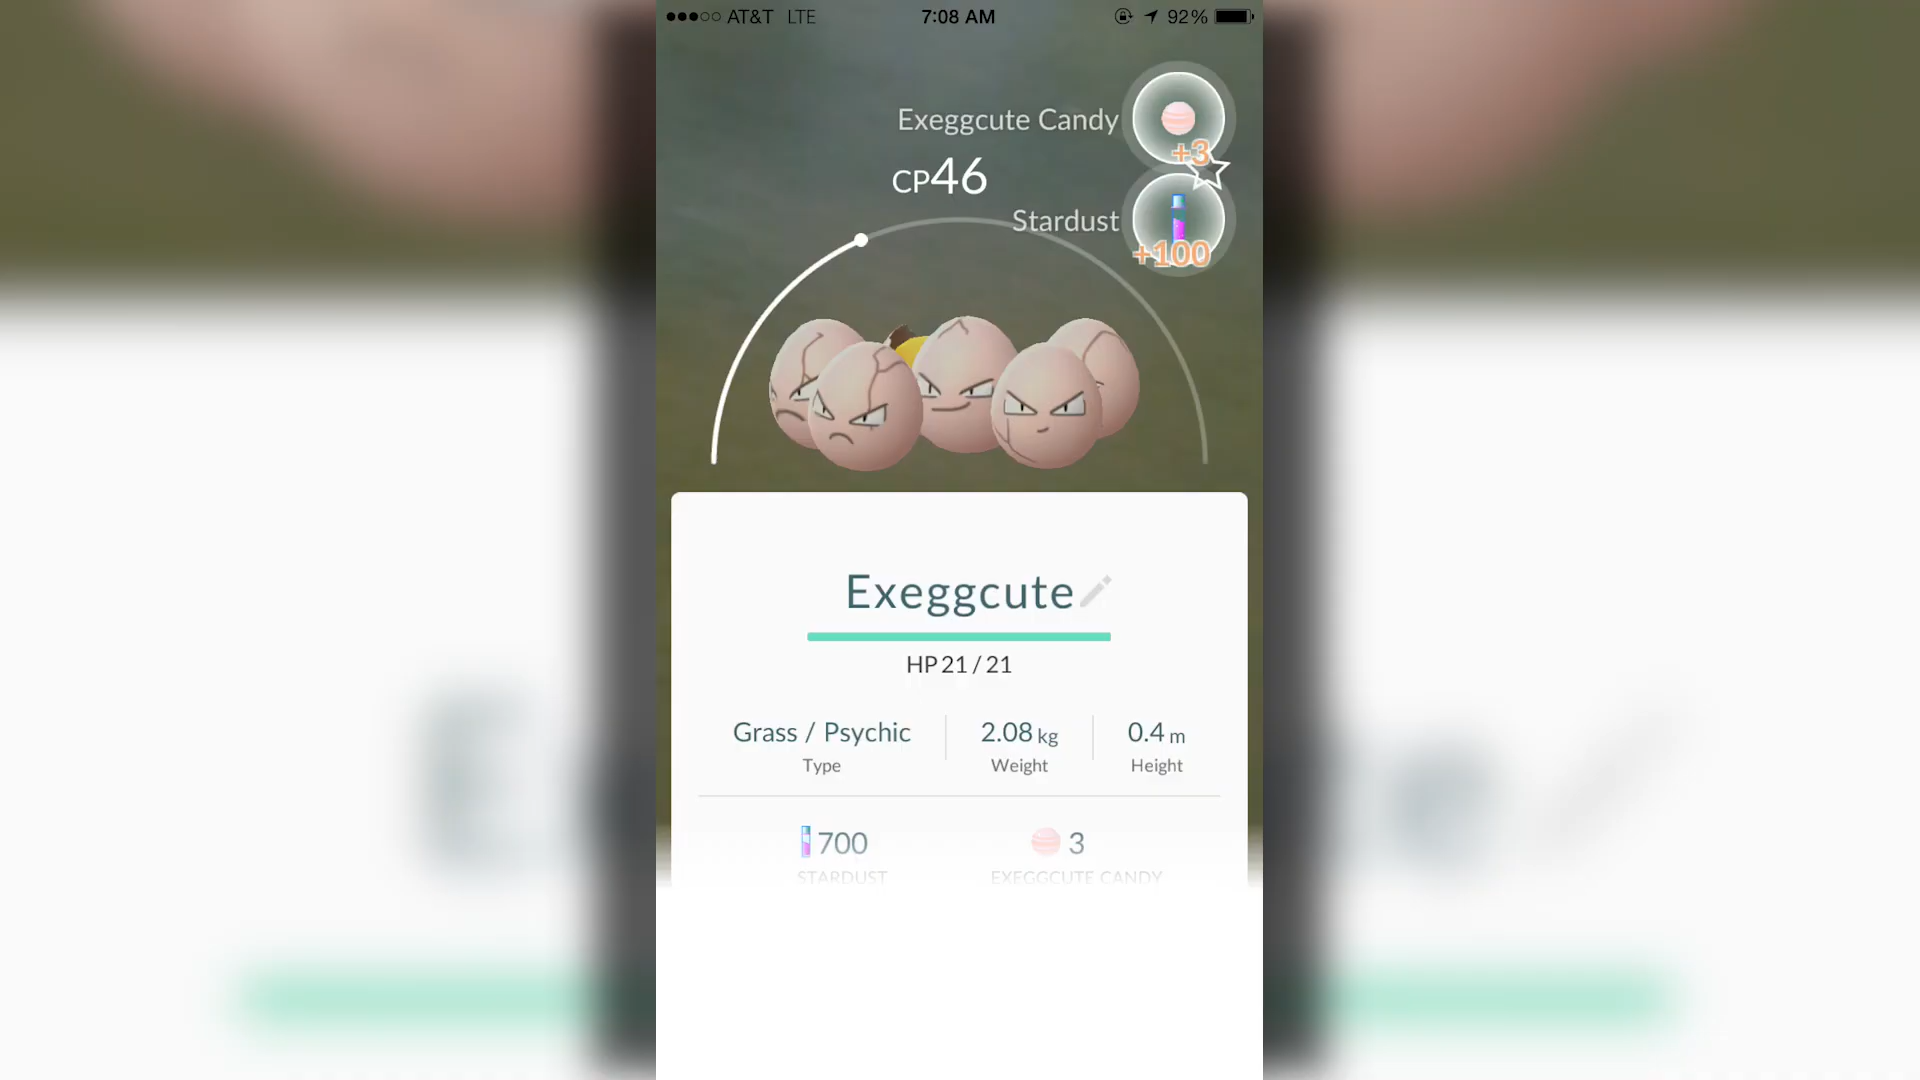 AT&T LTE 7:08 AM 92%
Exeggcute Candy
+3
CP46
Stardust
+100
Exeggcute
HP 21 / 21
Grass / Psychic 2.08 kg 0.4 m
Type Weight Height
700 3
STARDUST EXEGGCUTE CANDY